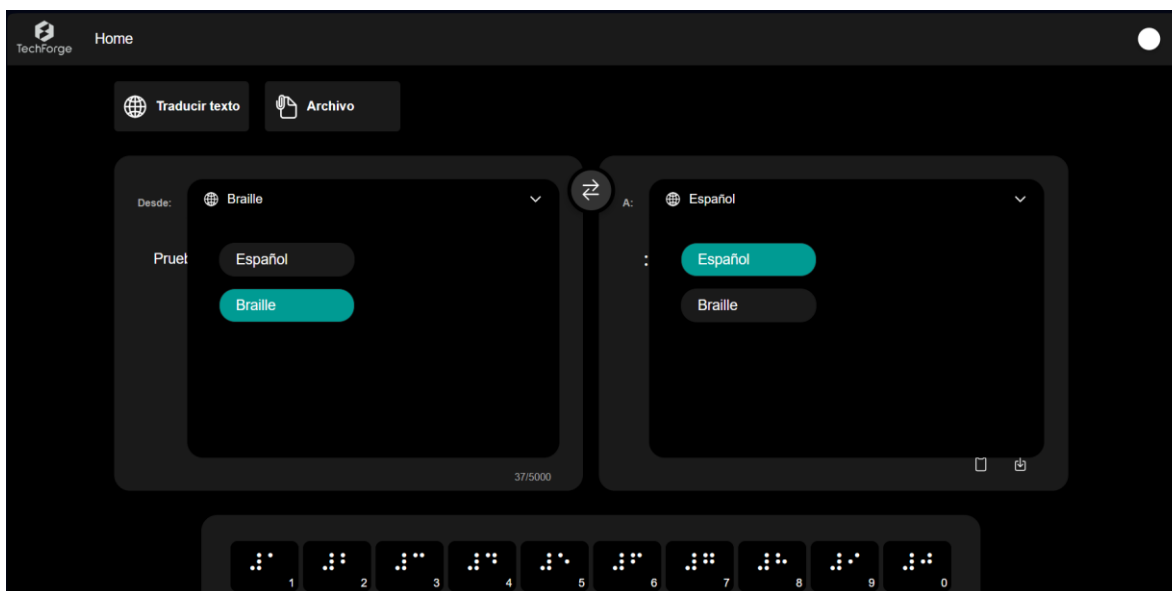 TechForge
Home
Traducir texto
Archivo
Desde:
Braille
A:
Español
Español
Braille
Español
Braille
37/5000
⠼⠁ 1
⠼⠃ 2
⠼⠉ 3
⠼⠙ 4
⠼⠑ 5
⠼⠋ 6
⠼⠛ 7
⠼⠓ 8
⠼⠊ 9
⠼⠚ 0